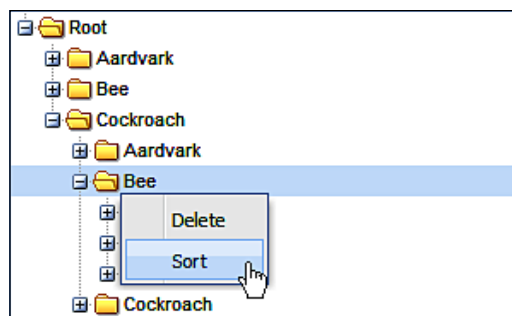 Root
Aardvark
Bee
Cockroach
Aardvark
Bee
Delete
Sort
Cockroach